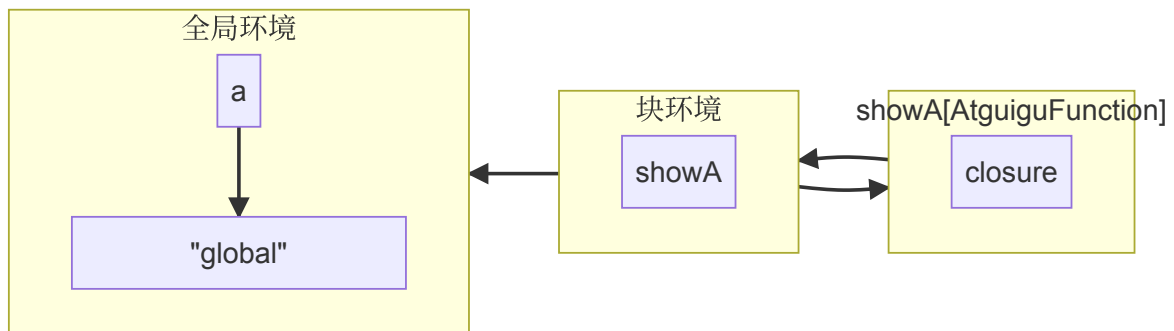 全局环境
a
"global"
块环境
showA
showA[AtguiguFunction]
closure